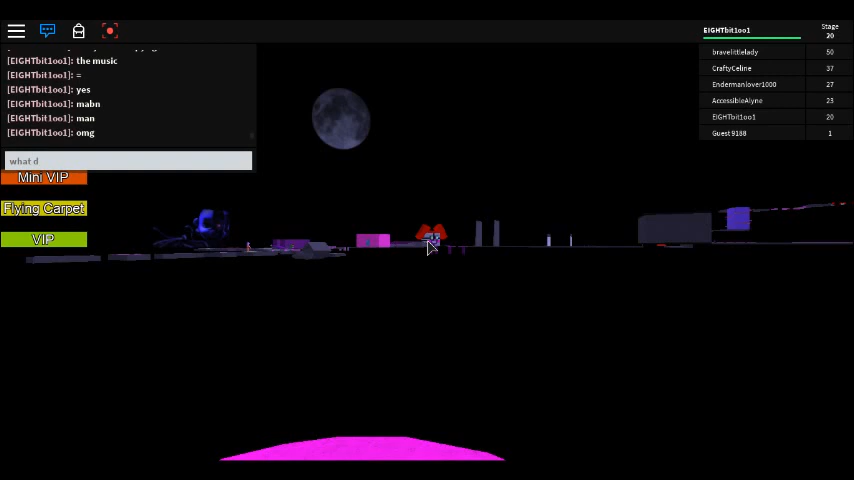 EIGHTbit1oo1
Stage
20
[EIGHTbit1oo1]: the music
[EIGHTbit1oo1]: =
[EIGHTbit1oo1]: yes
[EIGHTbit1oo1]: mabn
[EIGHTbit1oo1]: man
[EIGHTbit1oo1]: omg
what d
Mini VIP
Flying Carpet
VIP
bravelittlelady 50
CraftyCeline 37
Endermanlover1000 27
AccessibleAlyne 23
EIGHTbit1oo1 20
Guest 9188 1